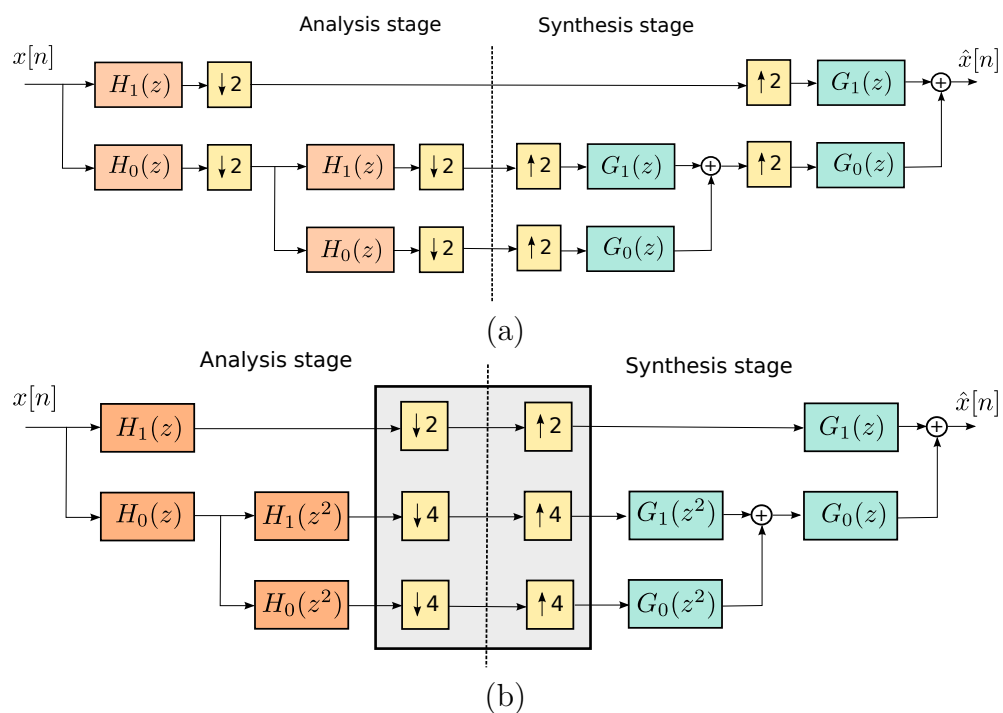 Analysis stage Synthesis stage
x[n] x̂[n]
H₁(z) ↓2 ↑2 G₁(z) +
H₀(z) ↓2 H₁(z) ↓2 ↑2 G₁(z) + ↑2 G₀(z)
H₀(z) ↓2 ↑2 G₀(z)
(a)
Analysis stage Synthesis stage
x[n] x̂[n]
H₁(z) ↓2 ↑2 G₁(z) +
H₀(z) H₁(z²) ↓4 ↑4 G₁(z²) + G₀(z)
H₀(z²) ↓4 ↑4 G₀(z²)
(b)